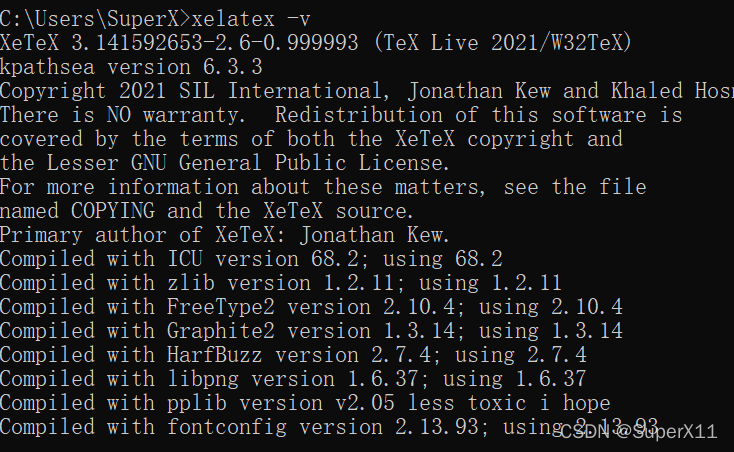 C:\Users\SuperX>xelatex -v
XeTeX 3.141592653-2.6-0.999993 (TeX Live 2021/W32TeX)
kpathsea version 6.3.3
Copyright 2021 SIL International, Jonathan Kew and Khaled Hos
There is NO warranty.  Redistribution of this software is
covered by the terms of both the XeTeX copyright and
the Lesser GNU General Public License.
For more information about these matters, see the file
named COPYING and the XeTeX source.
Primary author of XeTeX: Jonathan Kew.
Compiled with ICU version 68.2; using 68.2
Compiled with zlib version 1.2.11; using 1.2.11
Compiled with FreeType2 version 2.10.4; using 2.10.4
Compiled with Graphite2 version 1.3.14; using 1.3.14
Compiled with HarfBuzz version 2.7.4; using 2.7.4
Compiled with libpng version 1.6.37; using 1.6.37
Compiled with pplib version v2.05 less toxic i hope
Compiled with fontconfig version 2.13.93; using 2.13.93
CSDN @SuperX11